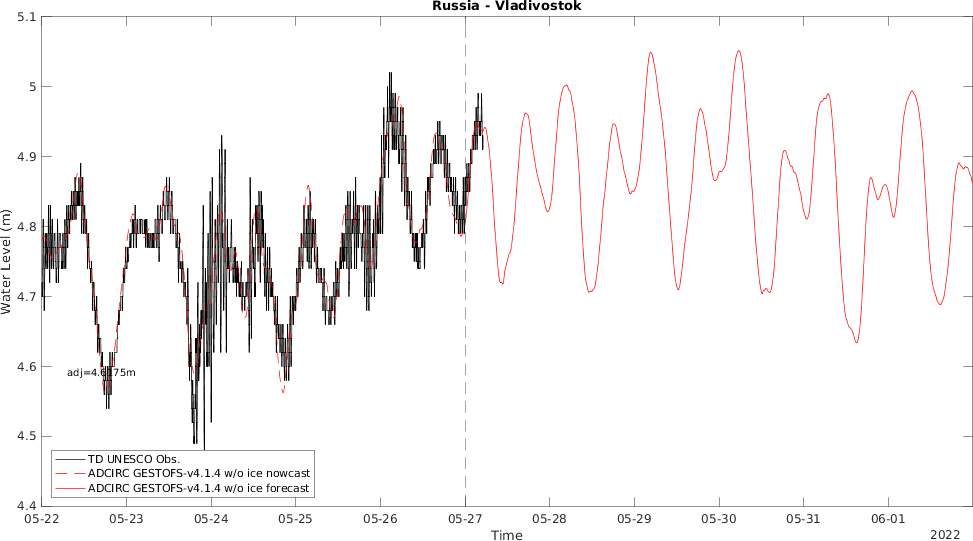 Russia - Vladivostok
5.1
5
4.9
4.8
4.7
4.6
4.5
4.4
Water Level (m)
TD UNESCO Obs.
ADCIRC GESTOFS-v4.1.4 w/o ice nowcast
ADCIRC GESTOFS-v4.1.4 w/o ice forecast
05-22 05-23 05-24 05-25 05-26 05-27 05-28 05-29 05-30 05-31 06-01
Time
2022